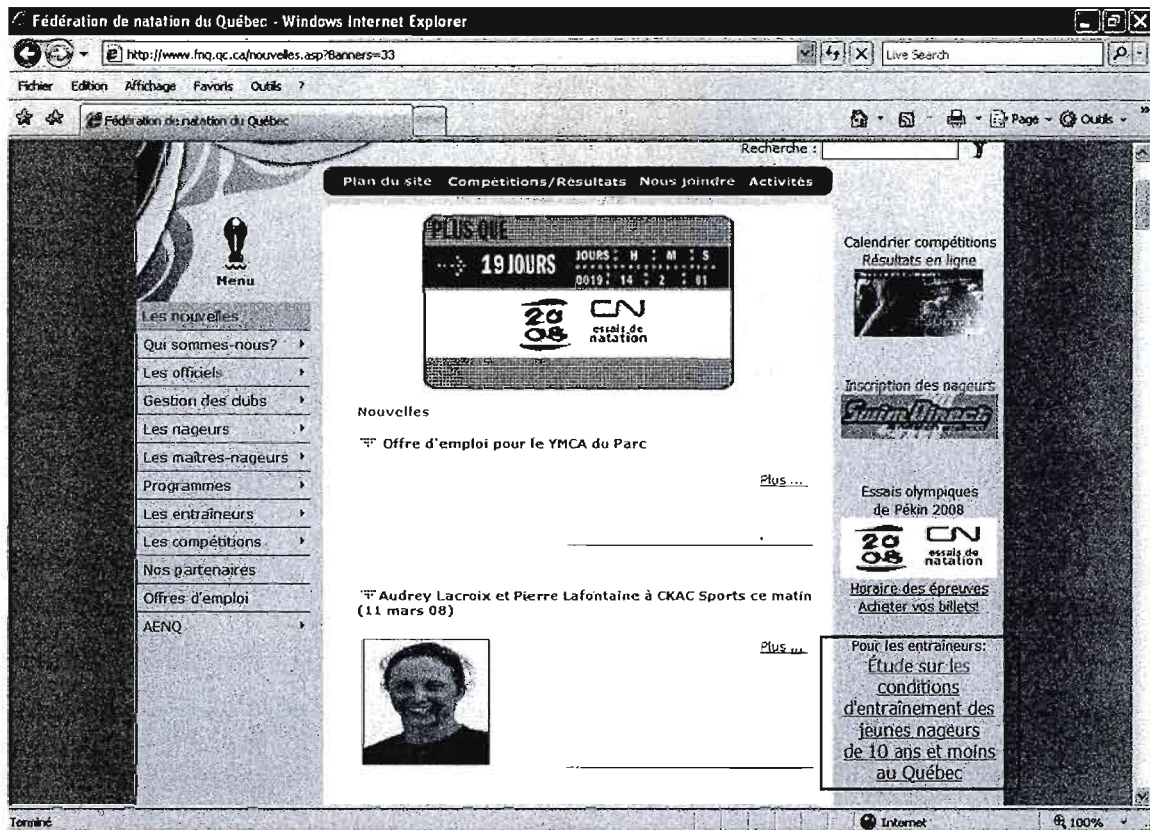 Fédération de natation du Québec - Windows Internet Explorer
http://www.fnq.qc.ca/nouvelles.asp?Banners=33
Live Search
Fichier Edition Affichage Favoris Outils ?
Fédération de natation du Québec
Page Outils
Recherche :
Plan du site Compétitions/Résultats Nous joindre Activités
Menu
Les nouvelles
Qui sommes-nous?
Les officiels
Gestion des clubs
Les nageurs
Les maîtres-nageurs
Programmes
Les entraîneurs
Les compétitions
Nos partenaires
Offres d'emploi
AENQ
PLUS QUE
19 JOURS
JOURS : H : M : S
0019 : 14 : 2 : 01
2008
CN
essais de
natation
Nouvelles
Offre d'emploi pour le YMCA du Parc
Plus ...
Audrey Lacroix et Pierre Lafontaine à CKAC Sports ce matin
(11 mars 08)
Plus ...
Calendrier compétitions
Résultats en ligne
Inscription des nageurs
Swim Direct
Essais olympiques
de Pékin 2008
2008
CN
essais de
natation
Horaire des épreuves
Acheter vos billets!
Pour les entraîneurs:
Étude sur les
conditions
d'entraînement des
jeunes nageurs
de 10 ans et moins
au Québec
Terminé
Internet
100%